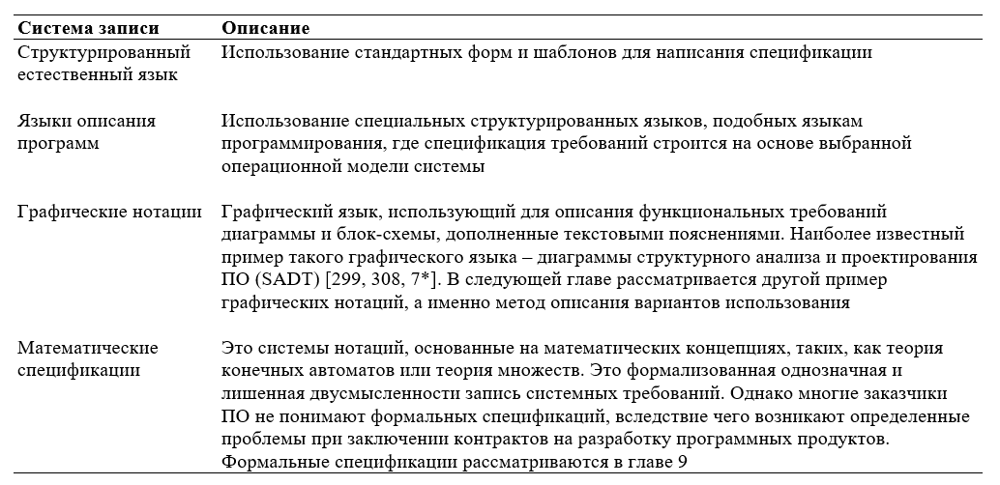 Система записи Описание
Структурированный Использование стандартных форм и шаблонов для написания спецификации
естественный язык
Языки описания Использование специальных структурированных языков, подобных языкам
программ программирования, где спецификация требований строится на основе выбранной
операционной модели системы
Графические нотации Графический язык, использующий для описания функциональных требований
диаграммы и блок-схемы, дополненные текстовыми пояснениями. Наиболее известный
пример такого графического языка – диаграммы структурного анализа и проектирования
ПО (SADT) [299, 308, 7*]. В следующей главе рассматривается другой пример
графических нотаций, а именно метод описания вариантов использования
Математические Это системы нотаций, основанные на математических концепциях, таких, как теория
спецификации конечных автоматов или теория множеств. Это формализованная однозначная и
лишенная двусмысленности запись системных требований. Однако многие заказчики
ПО не понимают формальных спецификаций, вследствие чего возникают определенные
проблемы при заключении контрактов на разработку программных продуктов.
Формальные спецификации рассматриваются в главе 9